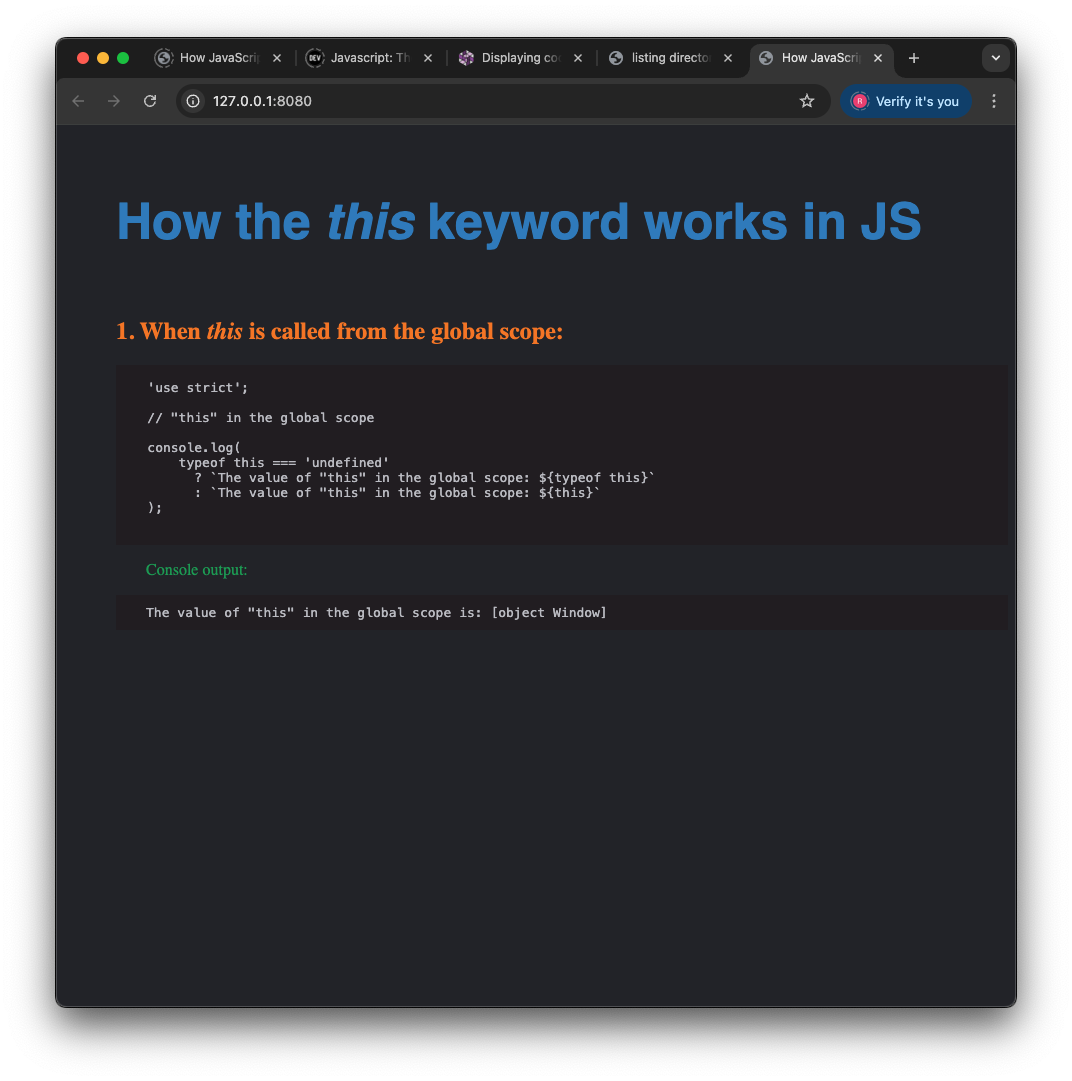 How JavaScri
Javascript: Th
Displaying co
listing directo
How JavaScri
127.0.0.1:8080
R
Verify it's you
How the this keyword works in JS
1. When this is called from the global scope:
'use strict';
// "this" in the global scope
console.log(
    typeof this === 'undefined'
      ? `The value of "this" in the global scope: ${typeof this}`
      : `The value of "this" in the global scope: ${this}`
);
Console output:
The value of "this" in the global scope is: [object Window]